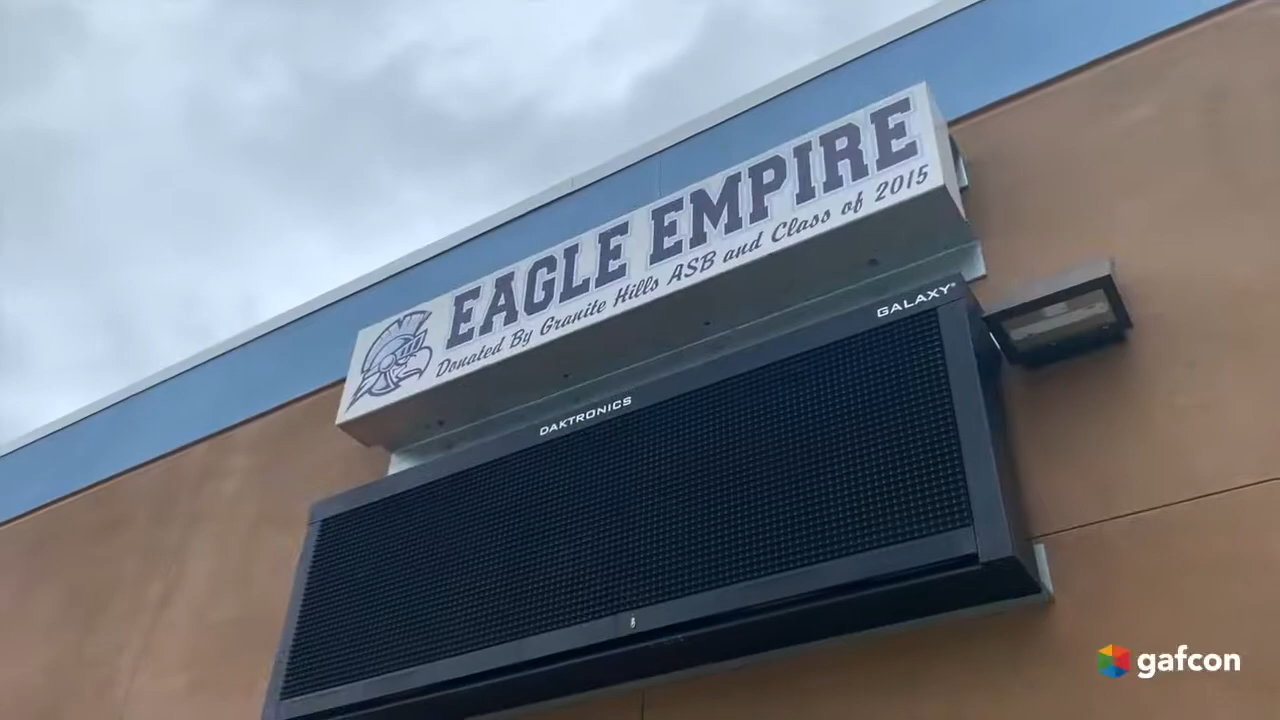 EAGLE EMPIRE
Donated By Granite Hills ASB and Class of 2015
GALAXY®
DAKTRONICS
gafcon